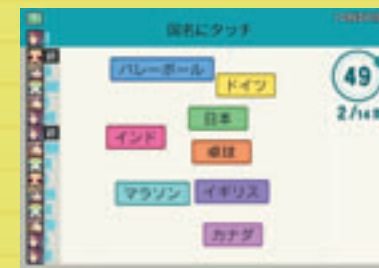 国名にタッチ
バレーボール
ドイツ
49
日本
2/16
インド
卓球
マラソン
イギリス
カナダ